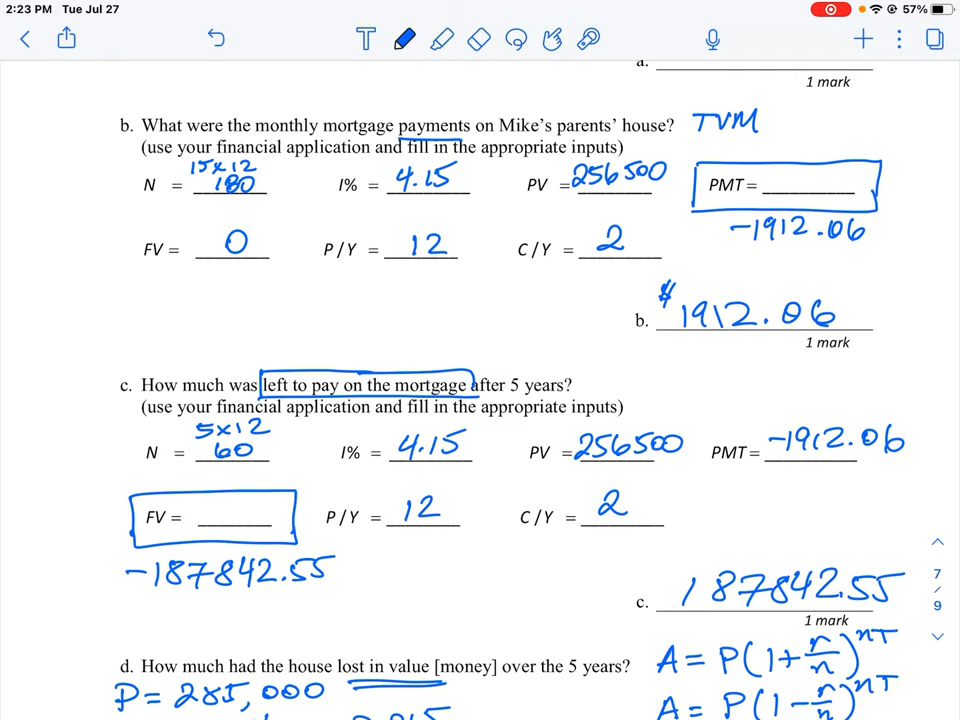 2:23 PM Tue Jul 27 57%
T
a. ____________
1 mark
b. What were the monthly mortgage payments on Mike's parents' house? TVM
(use your financial application and fill in the appropriate inputs)
15x12
N = 180 I% = 4.15 PV = 256500 PMT = ____________
-1912.06
FV = 0 P / Y = 12 C / Y = 2
b. $1912.06
1 mark
c. How much was left to pay on the mortgage after 5 years?
(use your financial application and fill in the appropriate inputs)
5x12
N = 60 I% = 4.15 PV = 256500 PMT = -1912.06
FV = ________ P / Y = 12 C / Y = 2
-187842.55
7
/
9
c. 187842.55
1 mark
A = P(1+r/n)^nT
d. How much had the house lost in value [money] over the 5 years?
P = 285,000
A = P(1-r/n)^nT